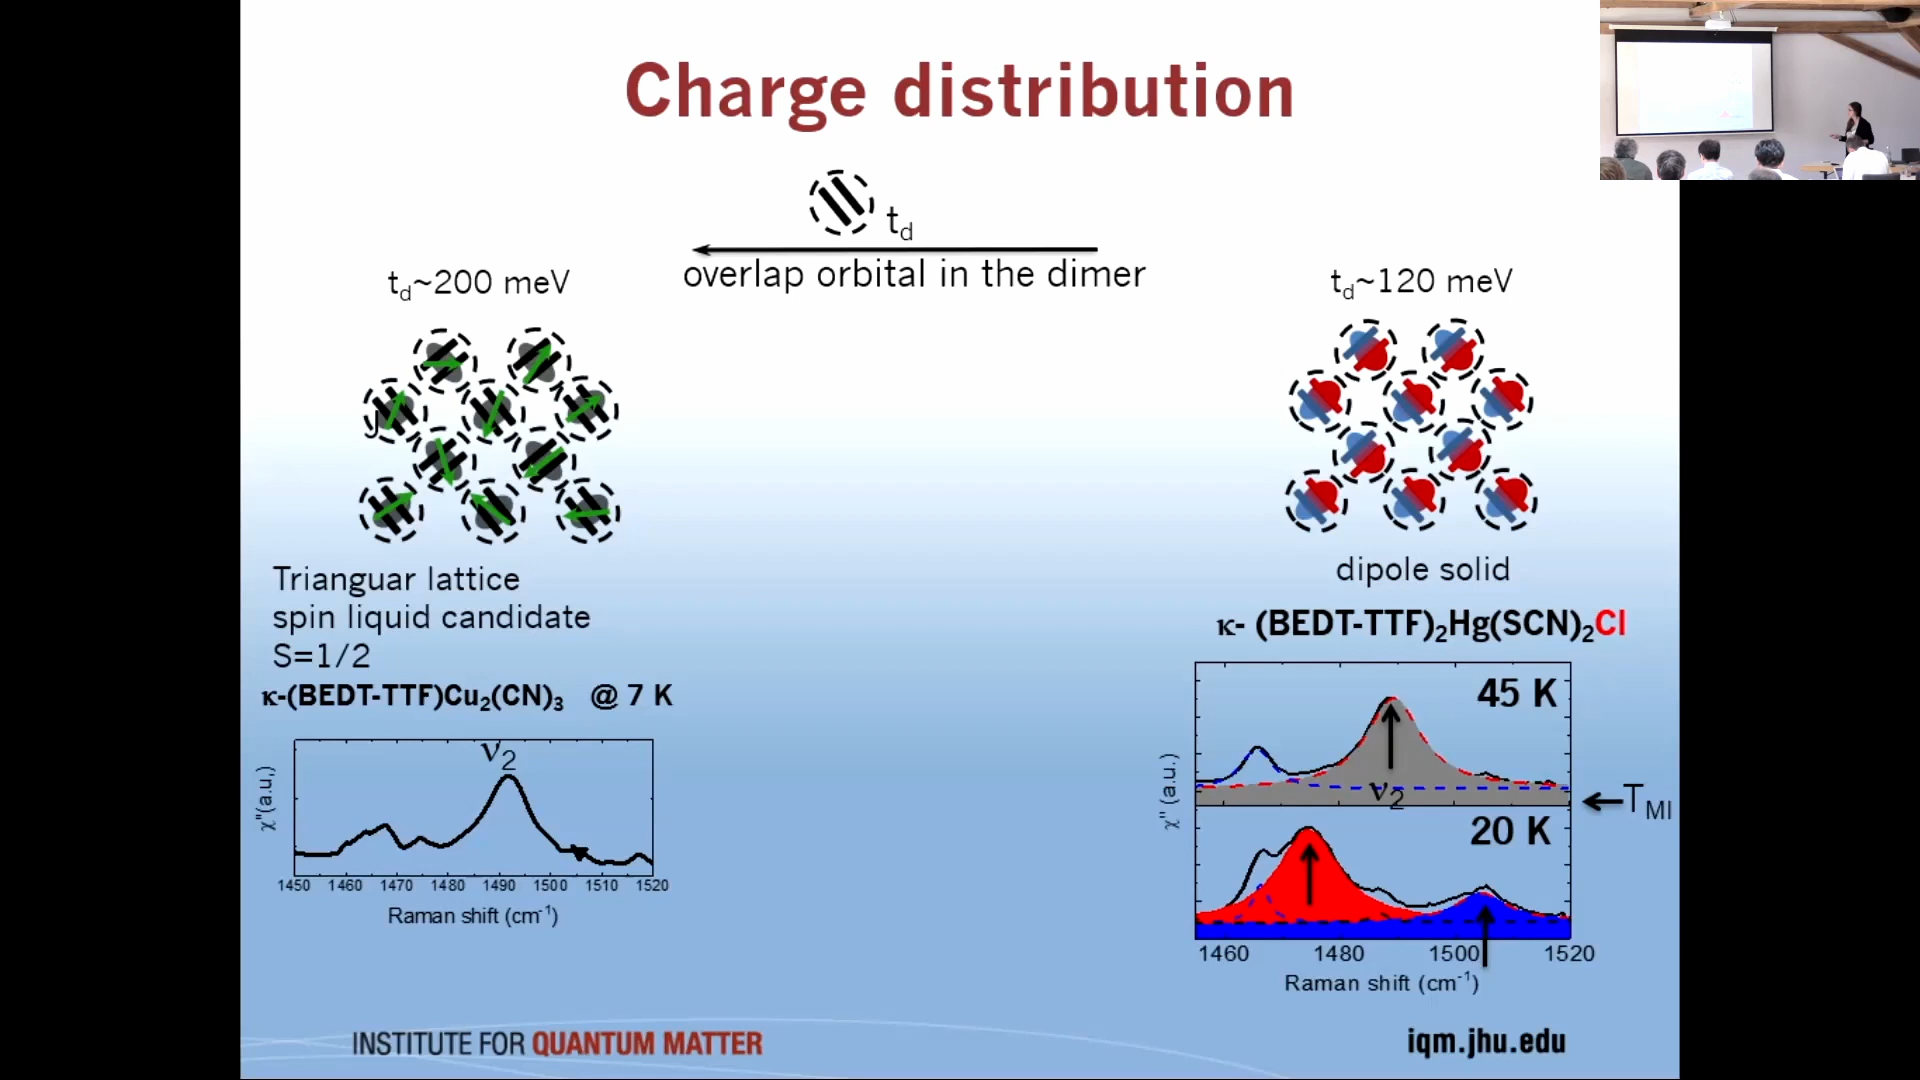 Charge distribution
t_d
overlap orbital in the dimer
t_d~200 meV
t_d~120 meV
J
Trianguar lattice
spin liquid candidate
S=1/2
κ-(BEDT-TTF)Cu₂(CN)₃ @ 7 K
dipole solid
κ- (BEDT-TTF)₂Hg(SCN)₂Cl
ν₂
χ"(a.u,)
1450 1460 1470 1480 1490 1500 1510 1520
Raman shift (cm⁻¹)
45 K
ν₂
T_MI
20 K
χ" (a.u.)
1460 1480 1500 1520
Raman shift (cm⁻¹)
INSTITUTE FOR QUANTUM MATTER
iqm.jhu.edu